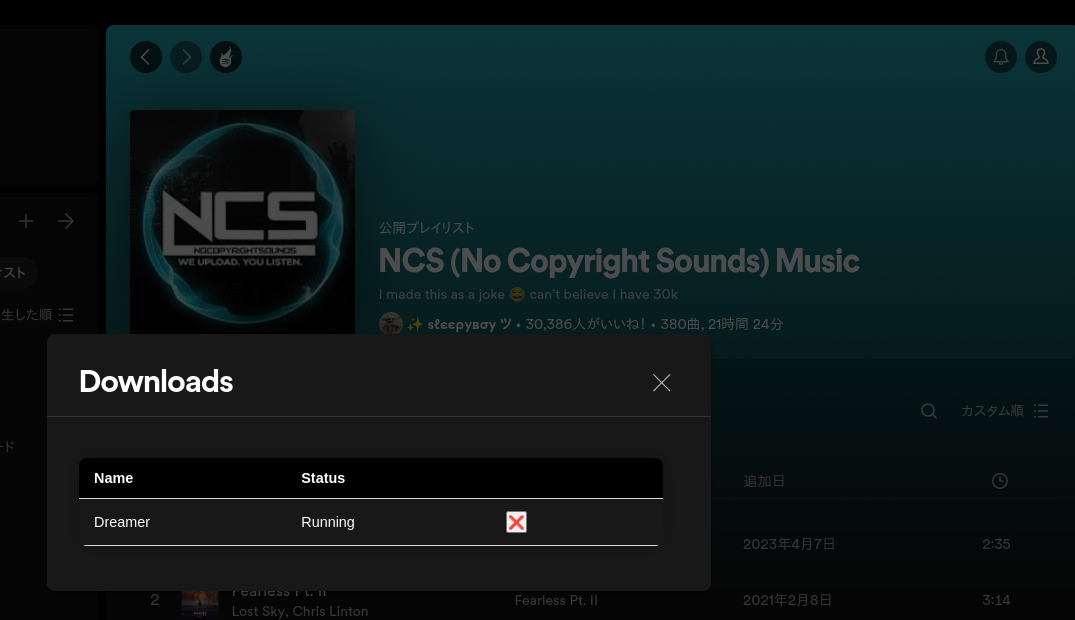 NCS
NOCOPYRIGHTSOUNDS
WE UPLOAD. YOU LISTEN.
公開プレイリスト
NCS (No Copyright Sounds) Music
I made this as a joke 😂 can't believe I have 30k
✨ sℓєєρyвσy ツ • 30,386人がいいね！ • 380曲, 21時間 24分
イスト
生した順
ード
Downloads
Name Status
Dreamer Running ❌
カスタム順
追加日
2023年4月7日 2:35
2 Fearless Pt. II Fearless Pt. II 2021年2月8日 3:14
Lost Sky, Chris Linton